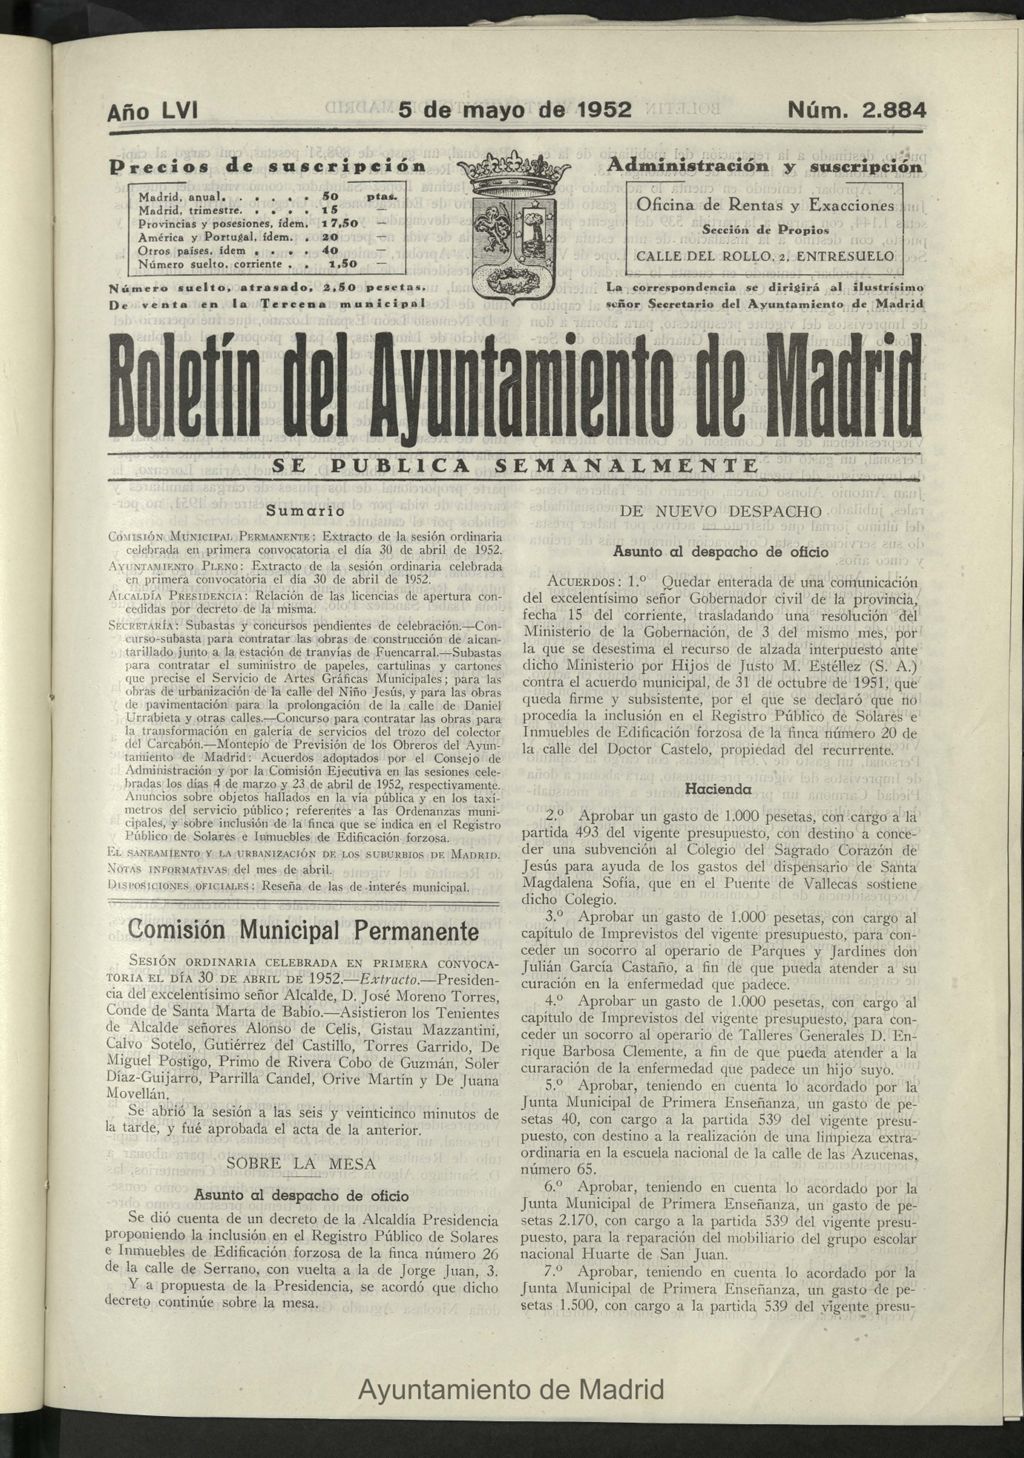 Año LVI 5 de mayo de 1952 Núm. 2.884
Precios de suscripción
Madrid, anual. . . . . . 50 ptas.
Madrid, trimestre. . . . . 15 —
Provincias y posesiones, ídem. 17,50 —
América y Portugal, ídem. . 20 —
Otros países, ídem . . . . 40 —
Número suelto, corriente . . 1,50 —
Número suelto, atrasado, 2,50 pesetas.
De venta en la Tercena municipal
Administración y suscripción
Oficina de Rentas y Exacciones
Sección de Propios
CALLE DEL ROLLO, 2, ENTRESUELO
La correspondencia se dirigirá al ilustrísimo
señor Secretario del Ayuntamiento de Madrid
Boletín del Ayuntamiento de Madrid
SE PUBLICA SEMANALMENTE
Sumario
COMISIÓN MUNICIPAL PERMANENTE: Extracto de la sesión ordinaria
celebrada en primera convocatoria el día 30 de abril de 1952.
AYUNTAMIENTO PLENO: Extracto de la sesión ordinaria celebrada
en primera convocatoria el día 30 de abril de 1952.
ALCALDÍA PRESIDENCIA: Relación de las licencias de apertura con-
cedidas por decreto de la misma.
SECRETARÍA: Subastas y concursos pendientes de celebración.—Con-
curso-subasta para contratar las obras de construcción de alcan-
tarillado junto a la estación de tranvías de Fuencarral.—Subastas
para contratar el suministro de papeles, cartulinas y cartones
que precise el Servicio de Artes Gráficas Municipales; para las
obras de urbanización de la calle del Niño Jesús, y para las obras
de pavimentación para la prolongación de la calle de Daniel
Urrabieta y otras calles.—Concurso para contratar las obras para
la transformación en galería de servicios del trozo del colector
del Carcabón.—Montepío de Previsión de los Obreros del Ayun-
tamiento de Madrid: Acuerdos adoptados por el Consejo de
Administración y por la Comisión Ejecutiva en las sesiones cele-
bradas los días 4 de marzo y 23 de abril de 1952, respectivamente.
Anuncios sobre objetos hallados en la vía pública y en los taxí-
metros del servicio público; referentes a las Ordenanzas muni-
cipales, y sobre inclusión de la finca que se indica en el Registro
Público de Solares e Inmuebles de Edificación forzosa.
EL SANEAMIENTO Y LA URBANIZACIÓN DE LOS SUBURBIOS DE MADRID.
NOTAS INFORMATIVAS del mes de abril.
DISPOSICIONES OFICIALES: Reseña de las de interés municipal.
Comisión Municipal Permanente
SESIÓN ORDINARIA CELEBRADA EN PRIMERA CONVOCA-
TORIA EL DÍA 30 DE ABRIL DE 1952.—Extracto.—Presiden-
cia del excelentísimo señor Alcalde, D. José Moreno Torres,
Conde de Santa Marta de Babío.—Asistieron los Tenientes
de Alcalde señores Alonso de Celis, Gistau Mazzantini,
Calvo Sotelo, Gutiérrez del Castillo, Torres Garrido, De
Miguel Postigo, Primo de Rivera Cobo de Guzmán, Soler
Díaz-Guijarro, Parrilla Candel, Orive Martín y De Juana
Movellán.
Se abrió la sesión a las seis y veinticinco minutos de
la tarde, y fué aprobada el acta de la anterior.
SOBRE LA MESA
Asunto al despacho de oficio
Se dió cuenta de un decreto de la Alcaldía Presidencia
proponiendo la inclusión en el Registro Público de Solares
e Inmuebles de Edificación forzosa de la finca número 26
de la calle de Serrano, con vuelta a la de Jorge Juan, 3.
Y a propuesta de la Presidencia, se acordó que dicho
decreto continúe sobre la mesa.
DE NUEVO DESPACHO
Asunto al despacho de oficio
ACUERDOS: 1.º Quedar enterada de una comunicación
del excelentísimo señor Gobernador civil de la provincia,
fecha 15 del corriente, trasladando una resolución del
Ministerio de la Gobernación, de 3 del mismo mes, por
la que se desestima el recurso de alzada interpuesto ante
dicho Ministerio por Hijos de Justo M. Estéllez (S. A.)
contra el acuerdo municipal, de 31 de octubre de 1951, que
queda firme y subsistente, por el que se declaró que no
procedía la inclusión en el Registro Público de Solares e
Inmuebles de Edificación forzosa de la finca número 20 de
la calle del Doctor Castelo, propiedad del recurrente.
Hacienda
2.º Aprobar un gasto de 1.000 pesetas, con cargo a la
partida 493 del vigente presupuesto, con destino a conce-
der una subvención al Colegio del Sagrado Corazón de
Jesús para ayuda de los gastos del dispensario de Santa
Magdalena Sofía, que en el Puente de Vallecas sostiene
dicho Colegio.
3.º Aprobar un gasto de 1.000 pesetas, con cargo al
capítulo de Imprevistos del vigente presupuesto, para con-
ceder un socorro al operario de Parques y Jardines don
Julián García Castaño, a fin de que pueda atender a su
curación en la enfermedad que padece.
4.º Aprobar un gasto de 1.000 pesetas, con cargo al
capítulo de Imprevistos del vigente presupuesto, para con-
ceder un socorro al operario de Talleres Generales D. En-
rique Barbosa Clemente, a fin de que pueda atender a la
curaración de la enfermedad que padece un hijo suyo.
5.º Aprobar, teniendo en cuenta lo acordado por la
Junta Municipal de Primera Enseñanza, un gasto de pe-
setas 40, con cargo a la partida 539 del vigente presu-
puesto, con destino a la realización de una limpieza extra-
ordinaria en la escuela nacional de la calle de las Azucenas,
número 65.
6.º Aprobar, teniendo en cuenta lo acordado por la
Junta Municipal de Primera Enseñanza, un gasto de pe-
setas 2.170, con cargo a la partida 539 del vigente presu-
puesto, para la reparación del mobiliario del grupo escolar
nacional Huarte de San Juan.
7.º Aprobar, teniendo en cuenta lo acordado por la
Junta Municipal de Primera Enseñanza, un gasto de pe-
setas 1.500, con cargo a la partida 539 del vigente presu-
Ayuntamiento de Madrid